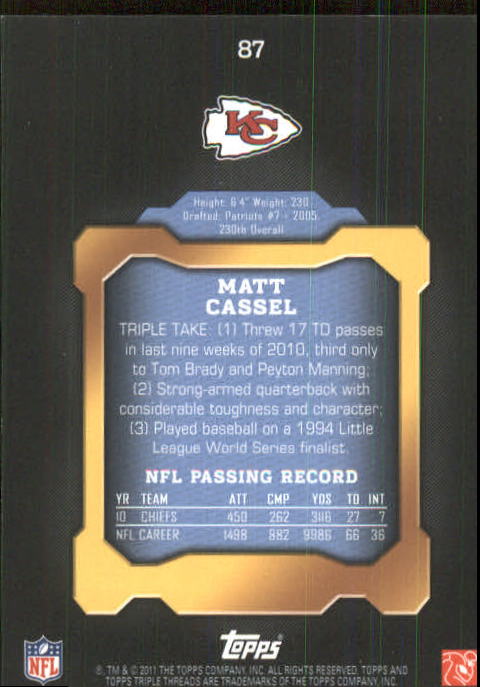 87
KC
Height: 6'4" Weight: 230
Drafted: Patriots #7 - 2005
230th Overall
MATT
CASSEL
TRIPLE TAKE: (1) Threw 17 TD passes
in last nine weeks of 2010, third only
to Tom Brady and Peyton Manning;
(2) Strong-armed quarterback with
considerable toughness and character;
(3) Played baseball on a 1994 Little
League World Series finalist.
NFL PASSING RECORD
YR TEAM ATT CMP YDS TD INT
10 CHIEFS 450 262 3116 27 7
NFL CAREER 1498 882 9986 66 36
NFL
Topps
®, TM & © 2011 THE TOPPS COMPANY, INC. ALL RIGHTS RESERVED. TOPPS AND
TOPPS TRIPLE THREADS ARE TRADEMARKS OF THE TOPPS COMPANY, INC.